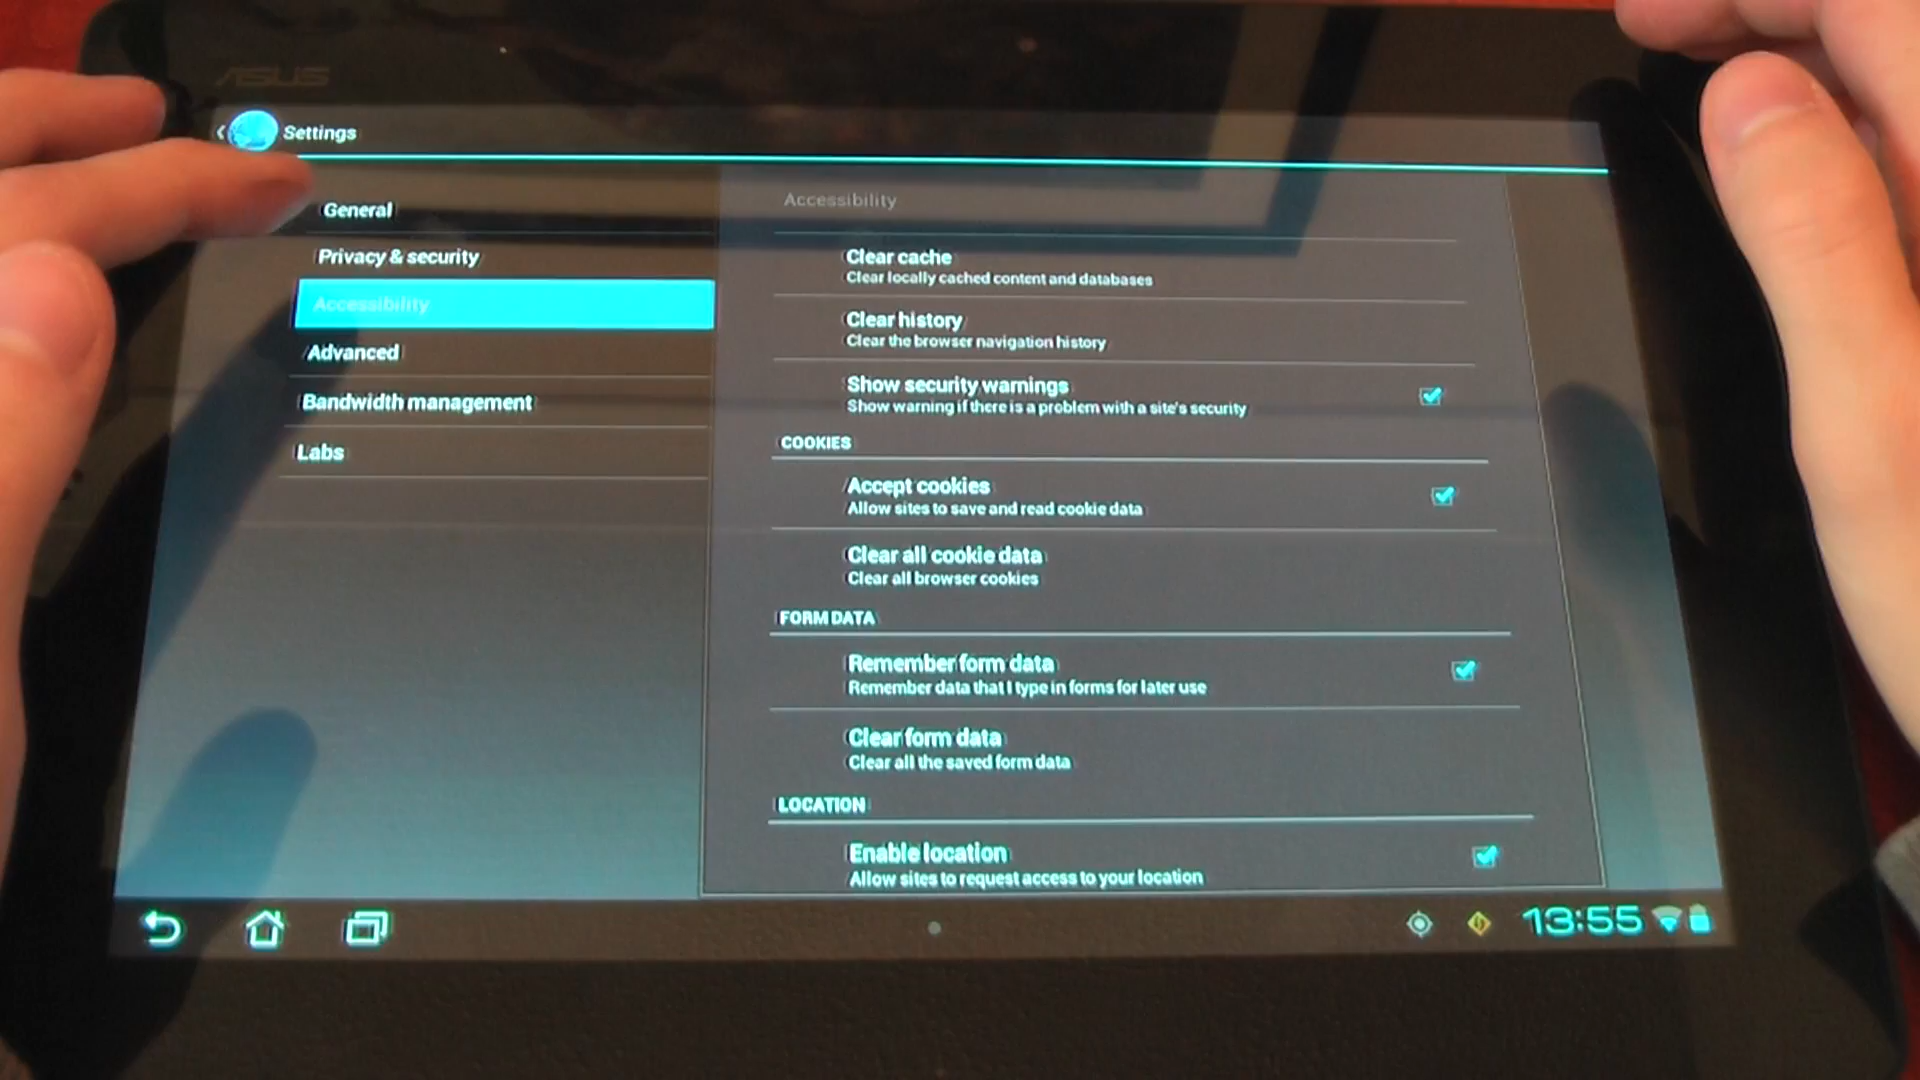 ASUS
Settings
General
Privacy & security
Accessibility
Advanced
Bandwidth management
Labs
Accessibility
Clear cache
Clear locally cached content and databases
Clear history
Clear the browser navigation history
Show security warnings
Show warning if there is a problem with a site's security
COOKIES
Accept cookies
Allow sites to save and read cookie data
Clear all cookie data
Clear all browser cookies
FORM DATA
Remember form data
Remember data that I type in forms for later use
Clear form data
Clear all the saved form data
LOCATION
Enable location
Allow sites to request access to your location
13:55